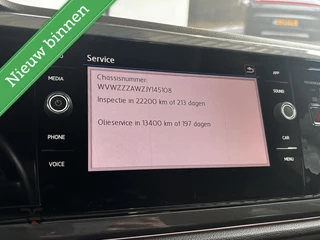 Nieuw binnen
Service
MEDIA
PHONE
VOICE
APP
SOUND
CAR
MENU
Chassisnummer:
WVWZZZAWZJY145108
Inspectie in 22200 km of 213 dagen
Olieservice in 13400 km of 197 dagen